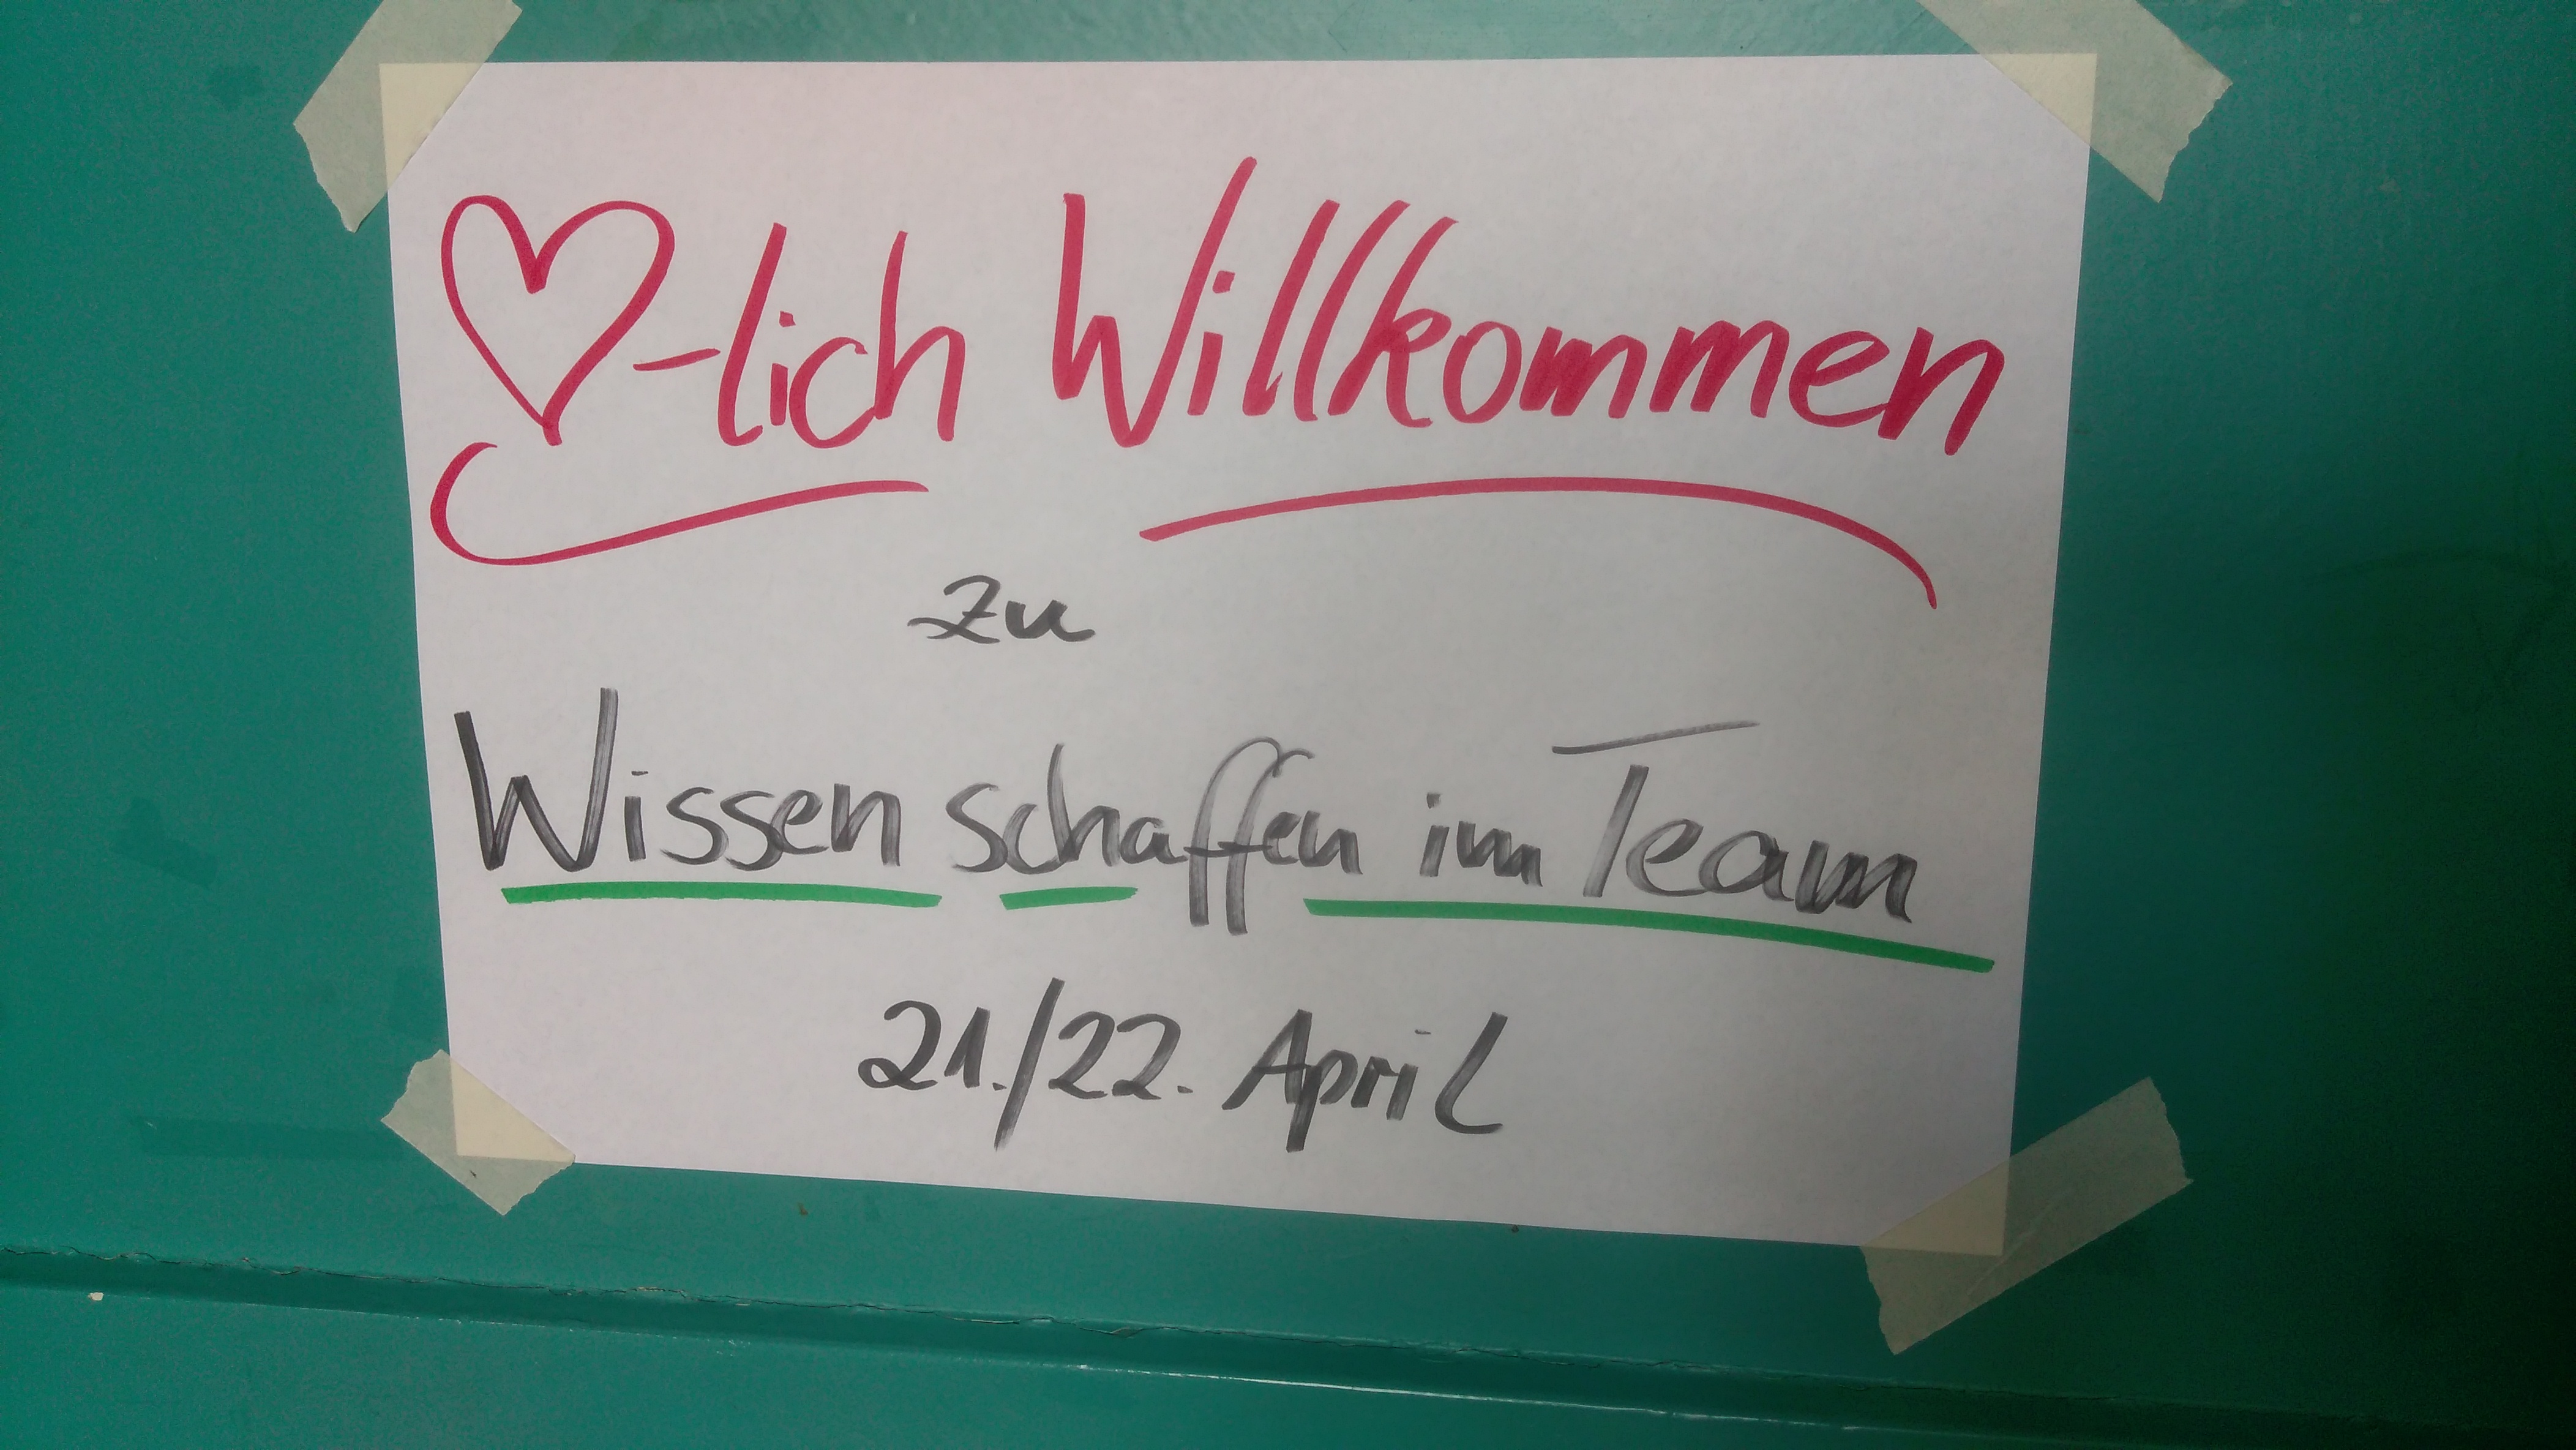 ♡-lich Willkommen
zu
Wissen schaffen im Team
21./22. April